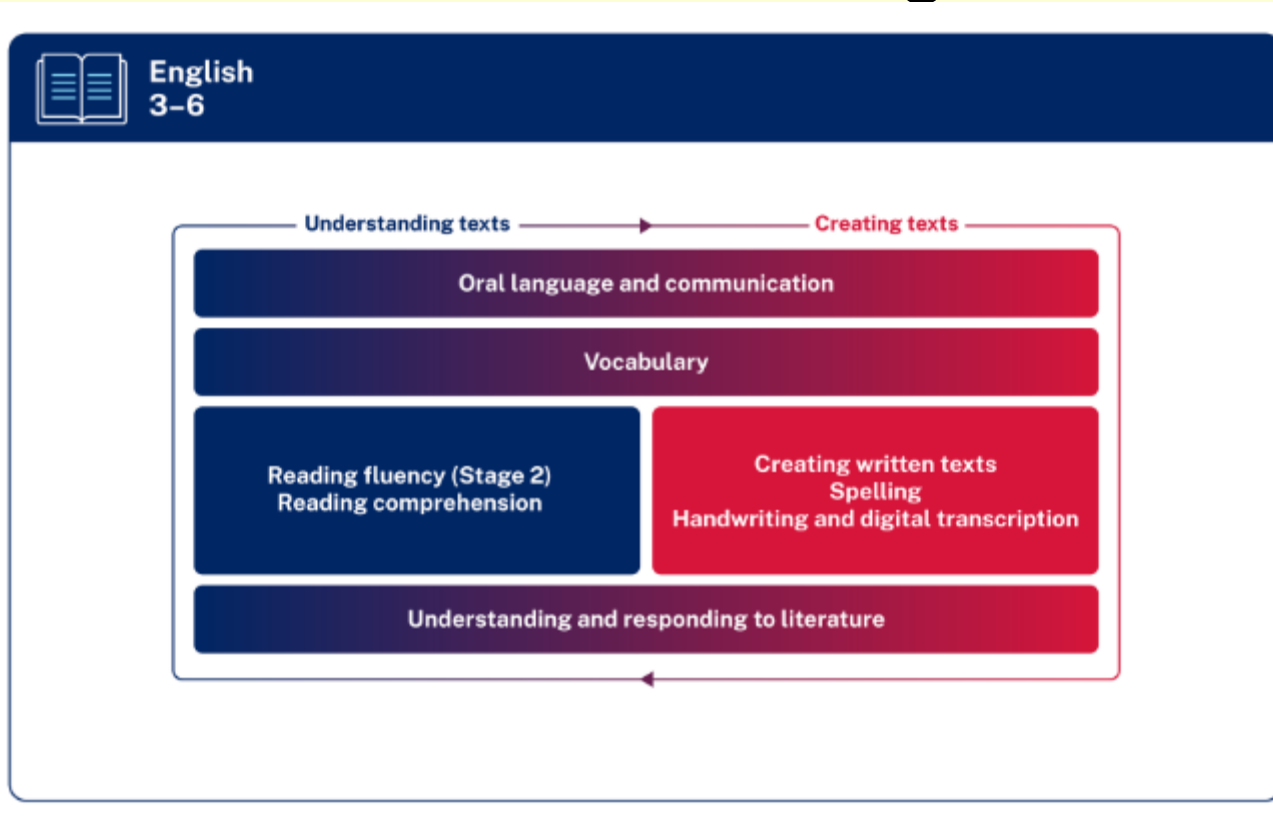 English
3–6
Understanding texts
Creating texts
Oral language and communication
Vocabulary
Reading fluency (Stage 2)
Reading comprehension
Creating written texts
Spelling
Handwriting and digital transcription
Understanding and responding to literature